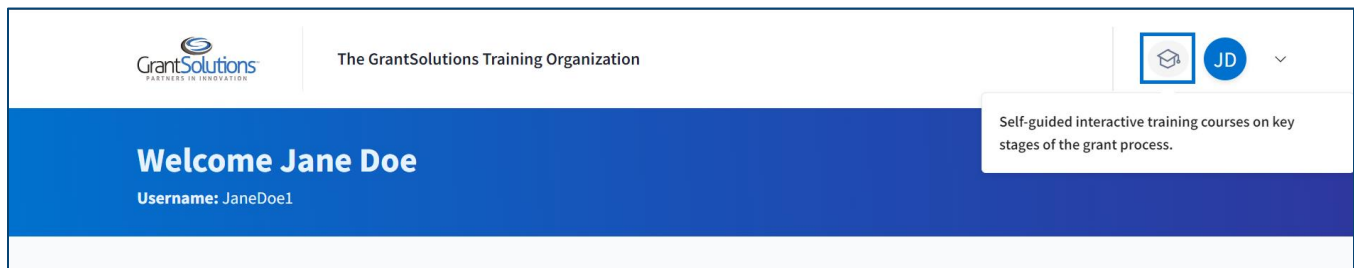 GrantSolutions
PARTNERS IN INNOVATION
The GrantSolutions Training Organization
JD
Self-guided interactive training courses on key
stages of the grant process.
Welcome Jane Doe
Username: JaneDoe1